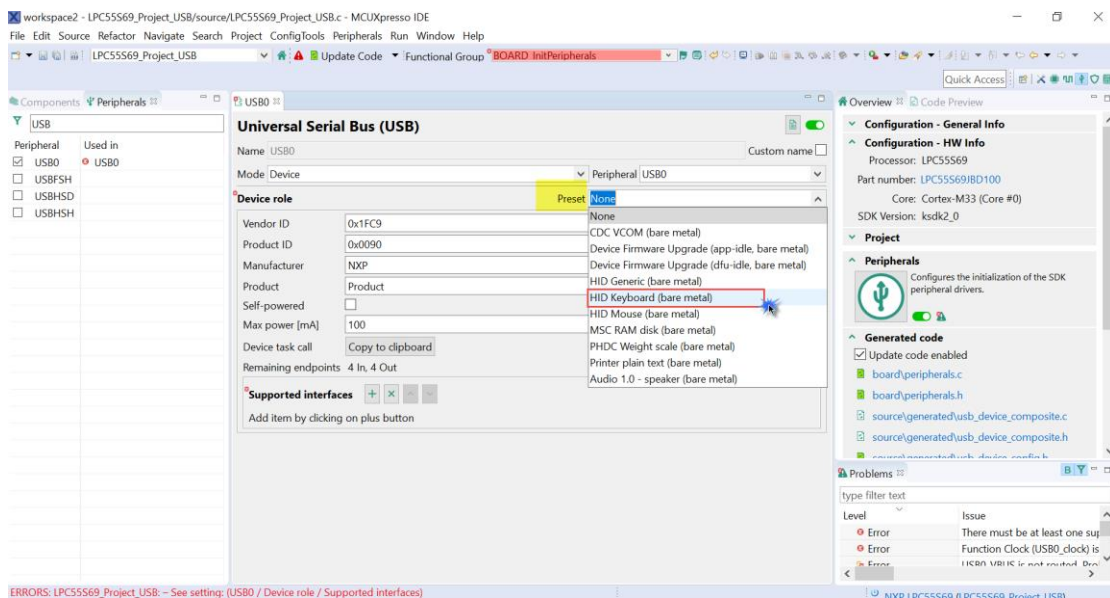 workspace2 - LPC55S69_Project_USB/source/LPC55S69_Project_USB.c - MCUXpresso IDE
File Edit Source Refactor Navigate Search Project ConfigTools Peripherals Run Window Help
LPC55S69_Project_USB Update Code Functional Group BOARD_InitPeripherals
Quick Access
Components Peripherals
USB
Peripheral Used in
USB0 USB0
USBFSH
USBHSD
USBHSH
USB0
Universal Serial Bus (USB)
Name USB0 Custom name
Mode Device Peripheral USB0
Device role Preset None
Vendor ID 0x1FC9
Product ID 0x0090
Manufacturer NXP
Product Product
Self-powered
Max power [mA] 100
Device task call Copy to clipboard
Remaining endpoints 4 In, 4 Out
Supported interfaces
Add item by clicking on plus button
None
CDC VCOM (bare metal)
Device Firmware Upgrade (app-idle, bare metal)
Device Firmware Upgrade (dfu-idle, bare metal)
HID Generic (bare metal)
HID Keyboard (bare metal)
HID Mouse (bare metal)
MSC RAM disk (bare metal)
PHDC Weight scale (bare metal)
Printer plain text (bare metal)
Audio 1.0 - speaker (bare metal)
Overview Code Preview
Configuration - General Info
Configuration - HW Info
Processor: LPC55S69
Part number: LPC55S69JBD100
Core: Cortex-M33 (Core #0)
SDK Version: ksdk2_0
Project
Peripherals
Configures the initialization of the SDK
peripheral drivers.
Generated code
Update code enabled
board\peripherals.c
board\peripherals.h
source\generated\usb_device_composite.c
source\generated\usb_device_composite.h
source\generated\usb_device_config.h
Problems
type filter text
Level Issue
Error There must be at least one
Error Function Clock (USB0_clock) is
Error USB0_VBUS is not routed.
ERRORS: LPC55S69_Project_USB: – See setting: (USB0 / Device role / Supported interfaces)
NXP LPC55S69 (LPC55S69_Project_USB)